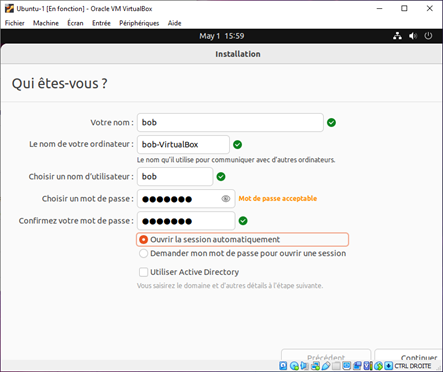 Ubuntu-1 [En fonction] - Oracle VM VirtualBox
Fichier Machine Écran Entrée Périphériques Aide
May 1 15:59
Installation
Qui êtes-vous ?
Votre nom : bob
Le nom de votre ordinateur : bob-VirtualBox
Le nom qu'il utilise pour communiquer avec d'autres ordinateurs.
Choisir un nom d'utilisateur : bob
Choisir un mot de passe : ●●●●●●● Mot de passe acceptable
Confirmez votre mot de passe : ●●●●●●●
Ouvrir la session automatiquement
Demander mon mot de passe pour ouvrir une session
Utiliser Active Directory
Vous saisirez le domaine et d'autres détails à l'étape suivante.
Précédent Continuer
CTRL DROITE